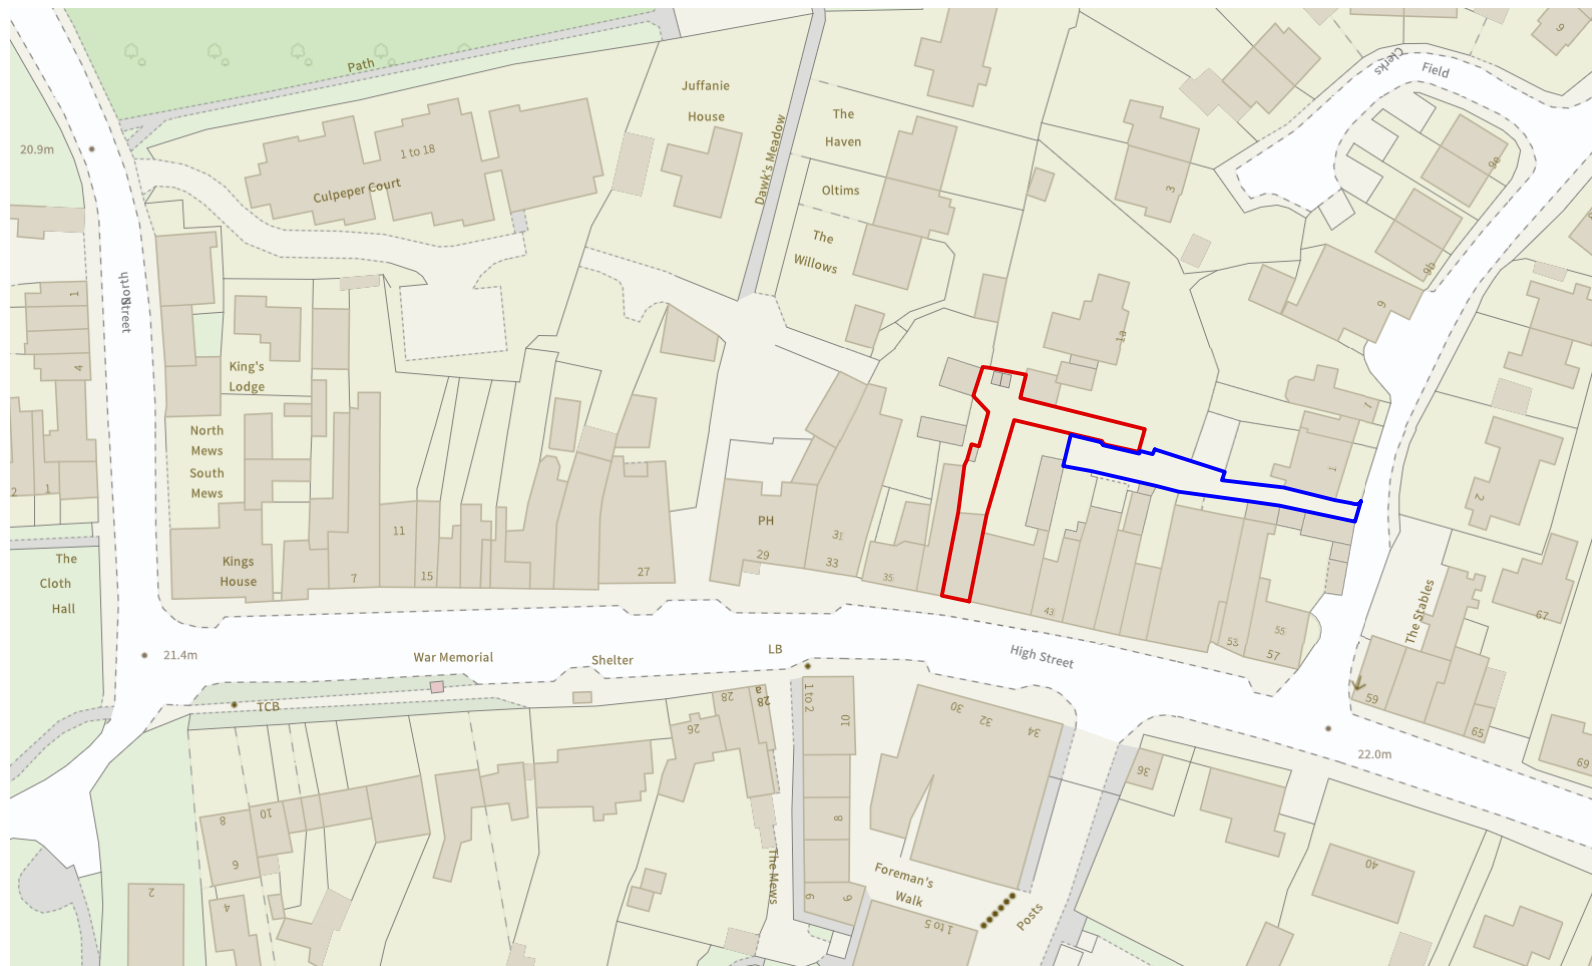 Path
Juffanie
House
The
Haven
Clerks
Field
9
20.9m
1 to 18
Culpeper Court
Dawk's Meadow
Oltims
3
9e
The
Willows
9b
North
Street
1
4
King's
Lodge
1a
9
7
North
Mews
South
Mews
2
1
11
PH
31
1
2
The
Cloth
Hall
Kings
House
7
15
27
29
33
35
43
53
55
57
The Stables
67
21.4m
War Memorial
Shelter
LB
High Street
TCB
28
28
a
1 to 2
10
26
30
32
34
59
65
22.0m
69
36
8
10
6
8
The Mews
Foreman's
Walk
40
2
4
6
9
1 to 5
Posts